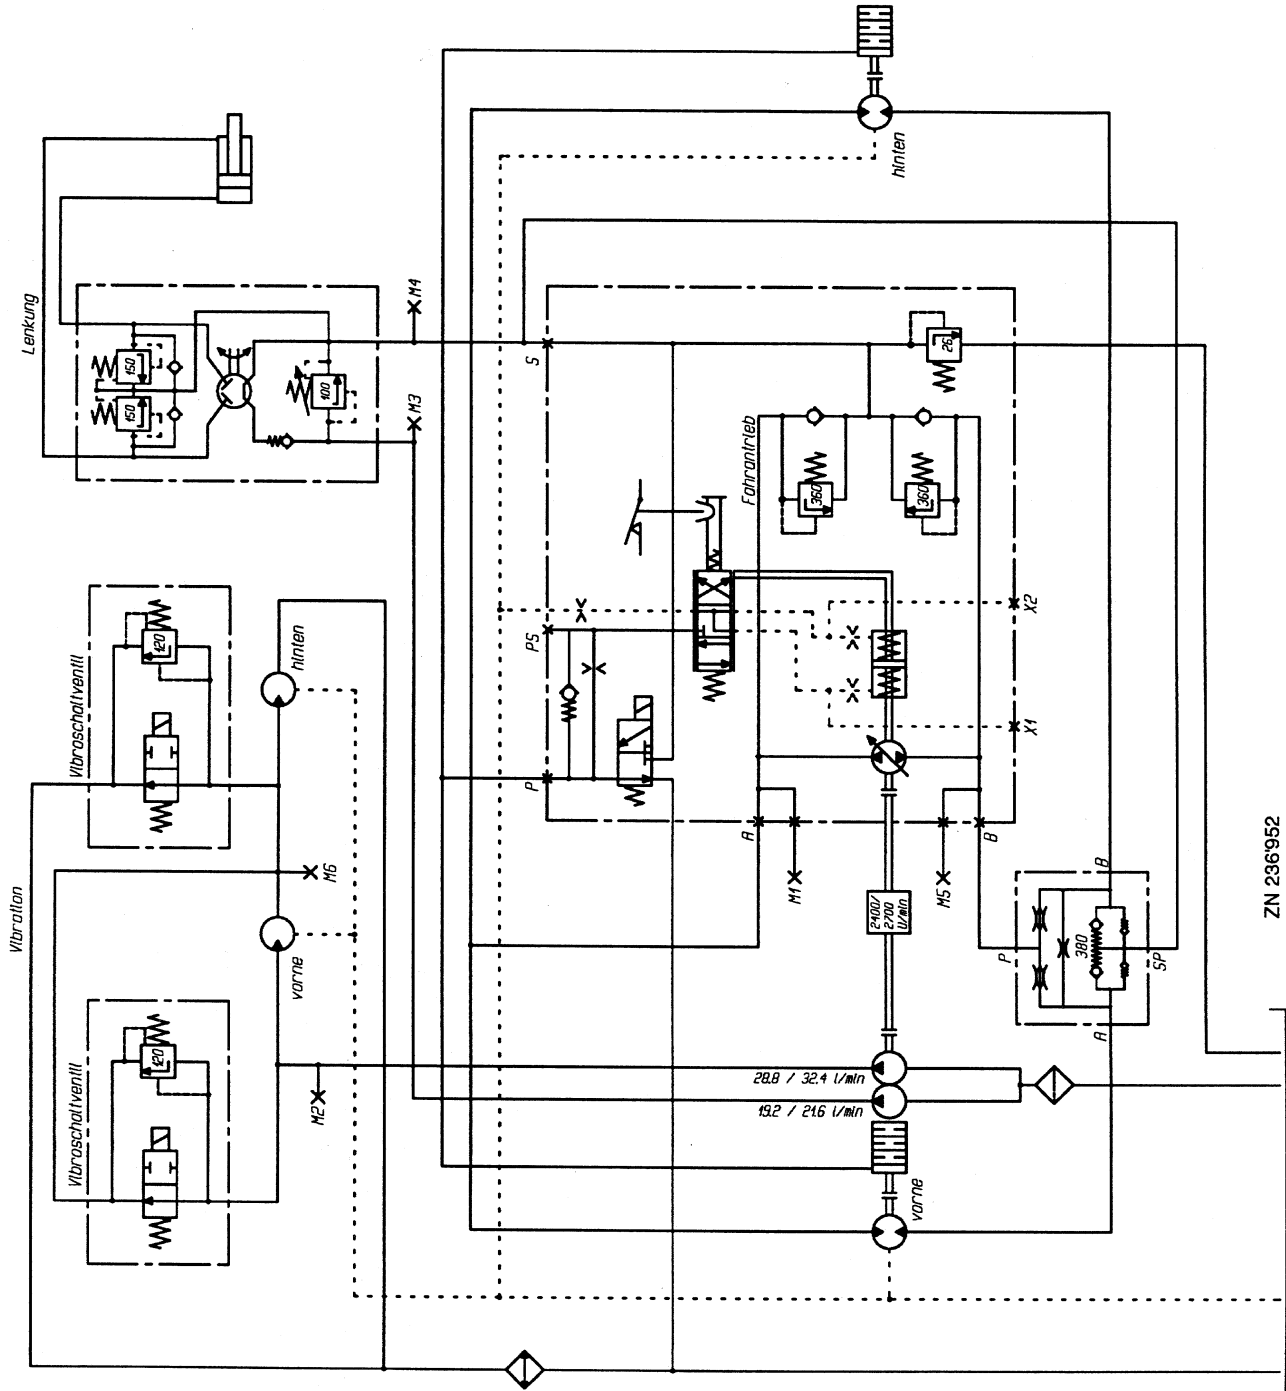 Lenkung
150
150
100
M4
M3
hinten
Vibroschaltventil
120
hinten
Vibration
M6
vorne
Vibroschaltventil
120
M2
S
26
Fahrantrieb
360
360
PS
X2
X1
P
A
B
M1
M5
2400/
2700
U/min
P
B
380
SP
A
28.8 / 32.4 l/min
19.2 / 21.6 l/min
vorne
ZN 236'952